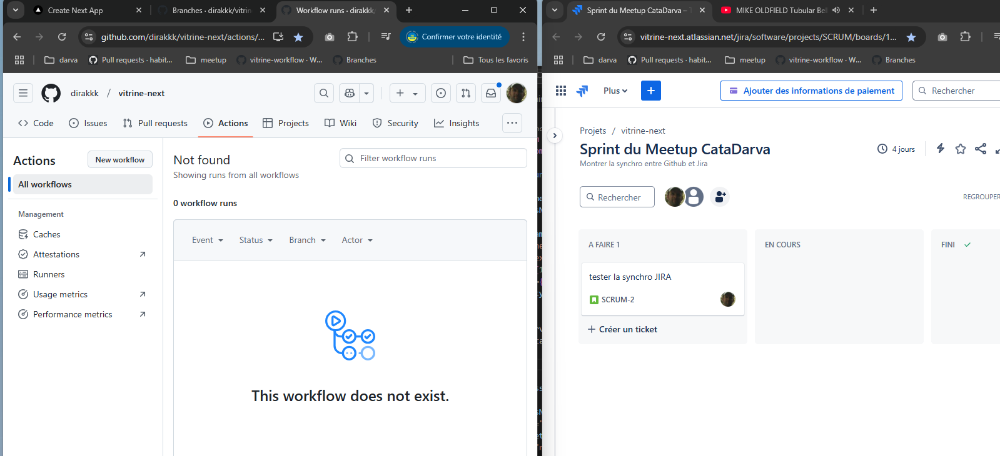 Create Next App
Branches · dirakkk/vitrin
Workflow runs · dirakkk/
github.com/dirakkk/vitrine-next/actions/...
Confirmer votre identité
darva
Pull requests · habit...
meetup
vitrine-workflow · W...
Branches
Tous les favoris
dirakkk / vitrine-next
Code
Issues
Pull requests
Actions
Projects
Wiki
Security
Insights
Actions
New workflow
All workflows
Management
Caches
Attestations
Runners
Usage metrics
Performance metrics
Not found
Showing runs from all workflows
Filter workflow runs
0 workflow runs
Event
Status
Branch
Actor
This workflow does not exist.
Sprint du Meetup CataDarva –
MIKE OLDFIELD Tubular Bel
vitrine-next.atlassian.net/jira/software/projects/SCRUM/boards/1...
darva
Pull requests · habit...
meetup
vitrine-workflow · W...
Branches
Plus
Ajouter des informations de paiement
Rechercher
Projets / vitrine-next
Sprint du Meetup CataDarva
4 jours
Montrer la synchro entre Github et Jira
Rechercher
REGROUPER
A FAIRE 1
tester la synchro JIRA
SCRUM-2
Créer un ticket
EN COURS
FINI